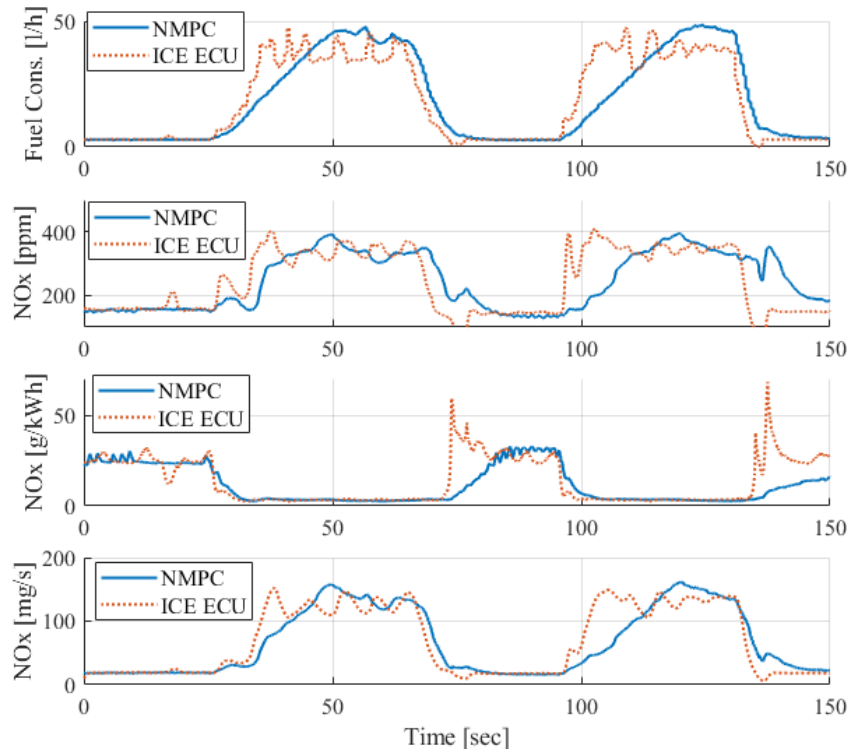 Fuel Cons. [l/h]
50
0
NMPC
ICE ECU
0 50 100 150
NOx [ppm]
400
200
NMPC
ICE ECU
0 50 100 150
NOx [g/kWh]
50
0
NMPC
ICE ECU
0 50 100 150
NOx [mg/s]
200
100
0
NMPC
ICE ECU
0 50 100 150
Time [sec]